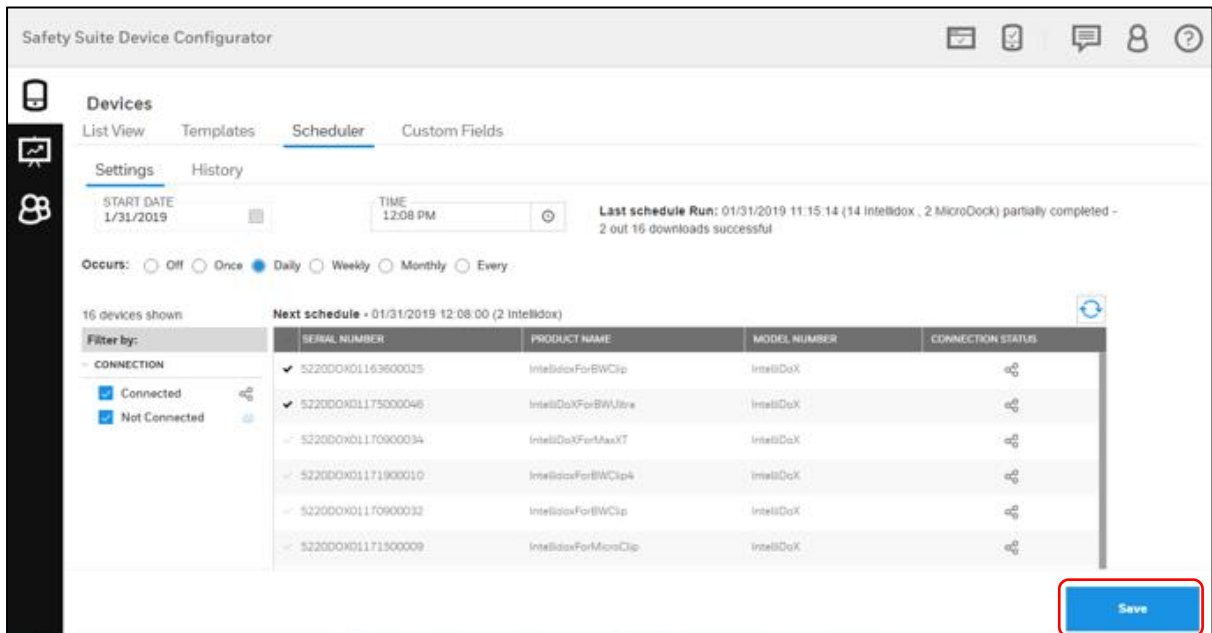 Safety Suite Device Configurator
Devices
List View Templates Scheduler Custom Fields
Settings History
START DATE
1/31/2019
TIME
12:08 PM
Last schedule Run: 01/31/2019 11:15:14 (14 Intellidox , 2 MicroDock) partially completed -
2 out 16 downloads successful
Occurs: Off Once Daily Weekly Monthly Every
16 devices shown
Next schedule - 01/31/2019 12:08:00 (2 Intellidox)
Filter by:
SERIAL NUMBER PRODUCT NAME MODEL NUMBER CONNECTION STATUS
CONNECTION
Connected
Not Connected
5220DOX01163600025 IntellidoxForBWClip IntelliDoX
5220DOX01175000046 IntelliDoXForBWUltra IntelliDoX
5220DOX01170900034 IntelliDoXForMaxXT IntelliDoX
5220DOX01171900010 IntellidoxForBWClip4 IntelliDoX
5220DOX01170900032 IntellidoxForBWClip IntelliDoX
5220DOX01171500009 IntellidoxForMicroClip IntelliDoX
Save